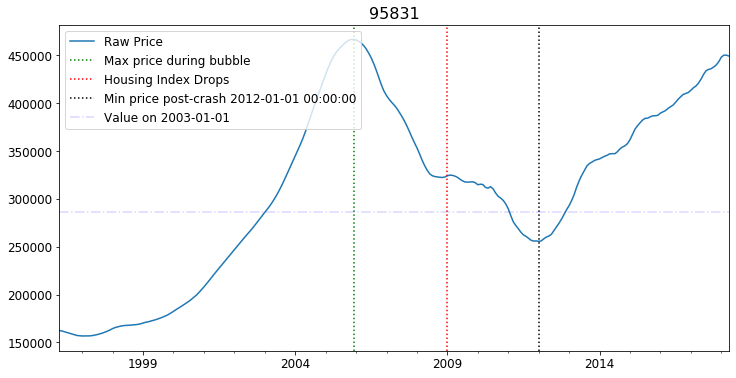 95831
Raw Price
Max price during bubble
Housing Index Drops
Min price post-crash 2012-01-01 00:00:00
Value on 2003-01-01
450000
400000
350000
300000
250000
200000
150000
1999
2004
2009
2014